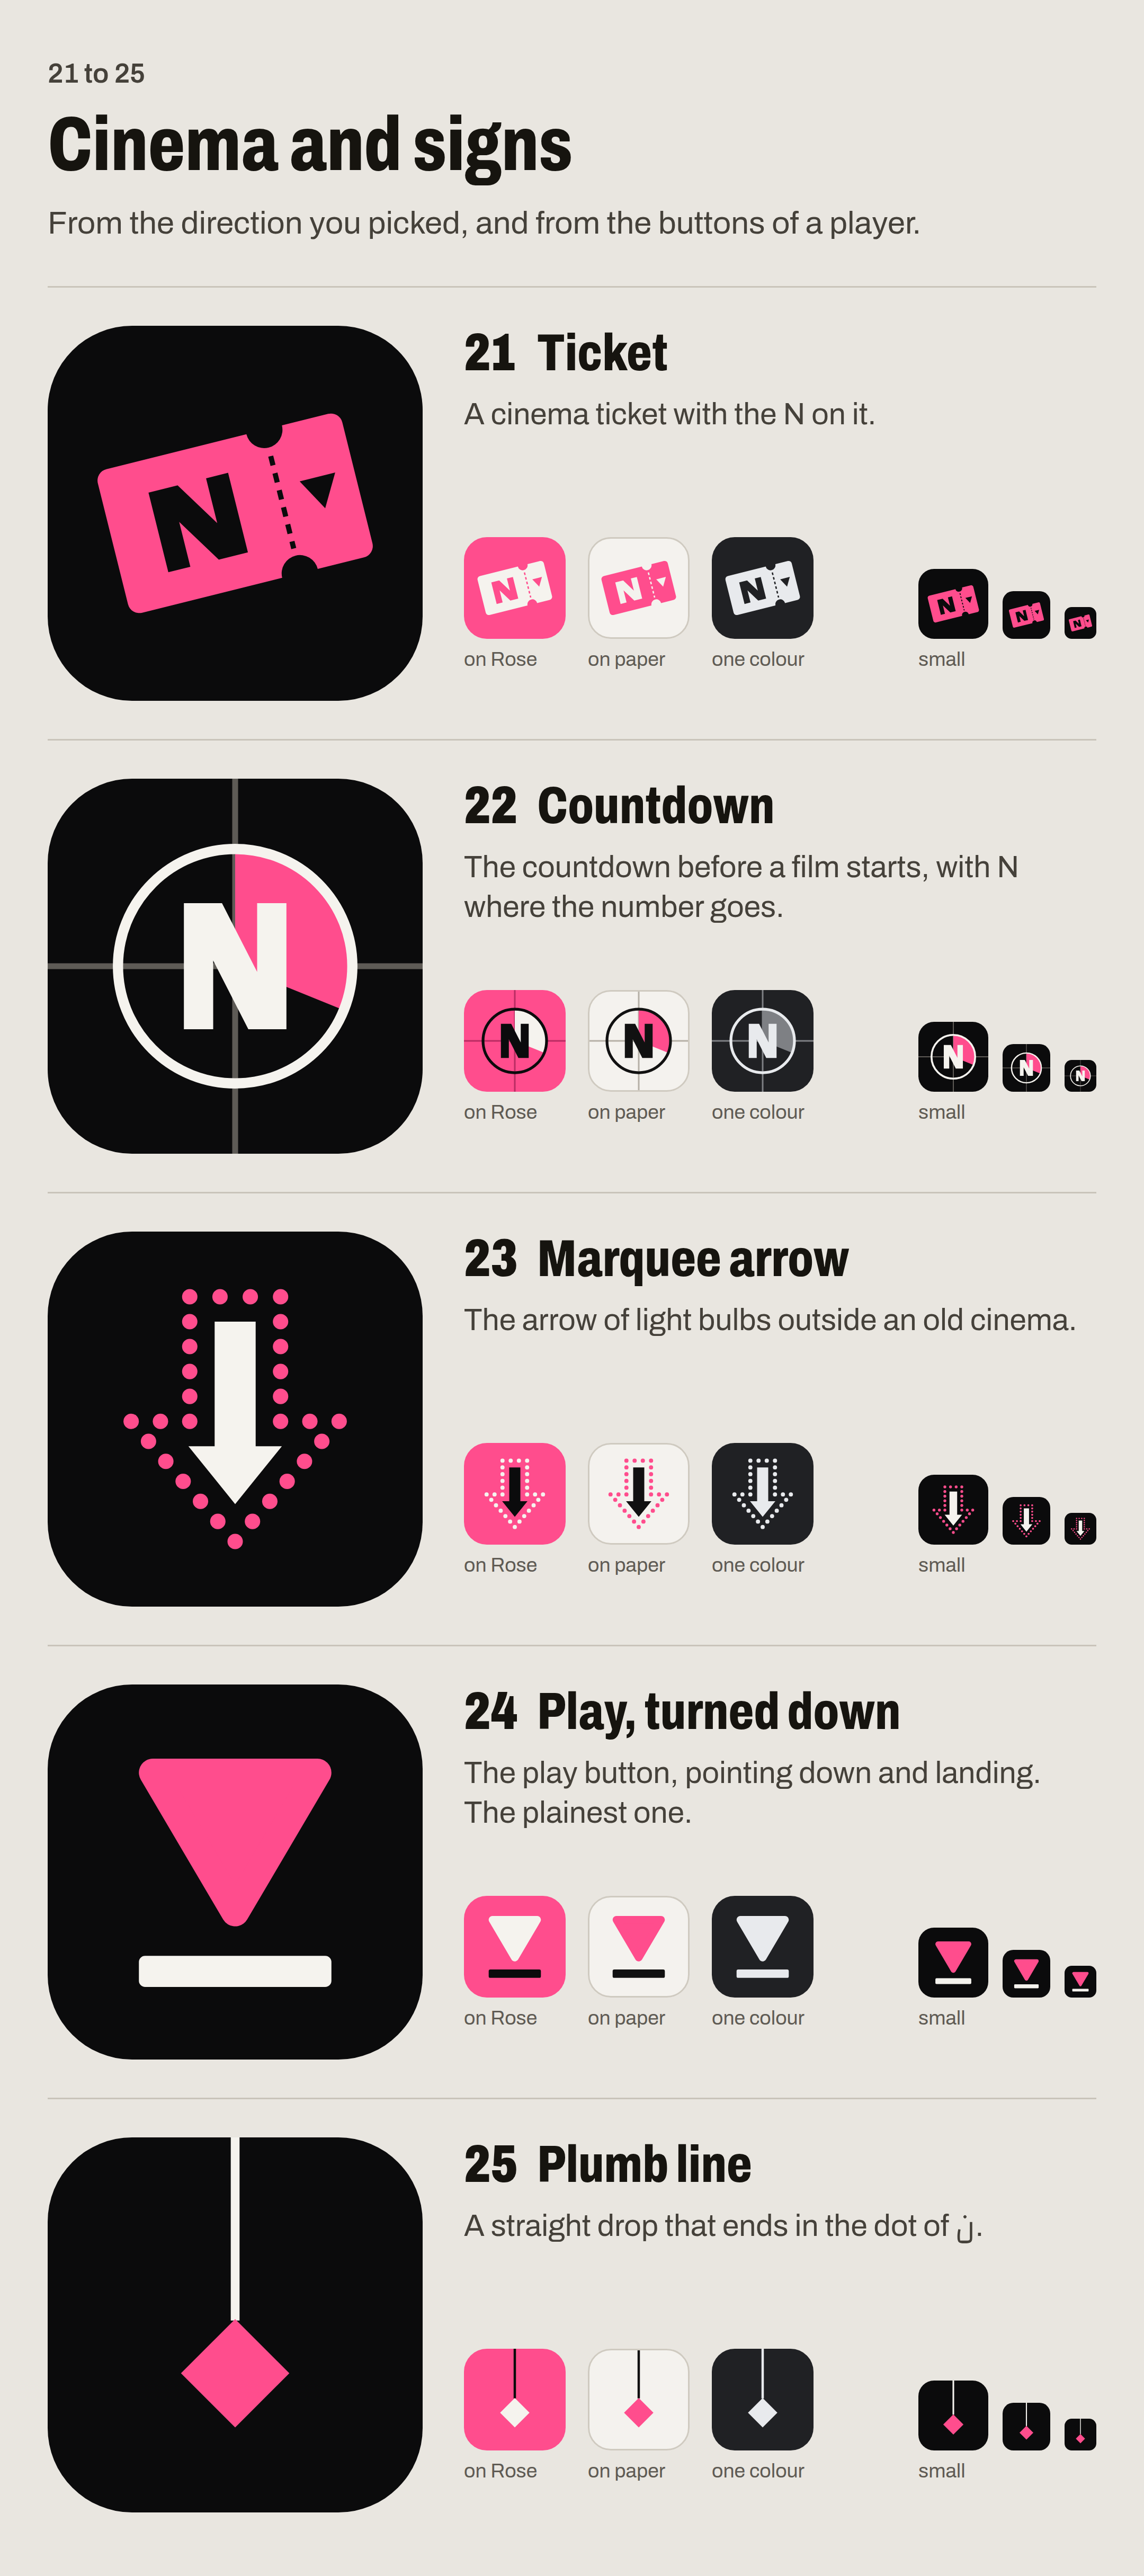 21 to 25
Cinema and signs
From the direction you picked, and from the buttons of a player.
N
21 Ticket
A cinema ticket with the N on it.
N
N
N
N
N
N
on Rose
on paper
one colour
small
N
22 Countdown
The countdown before a film starts, with N
where the number goes.
N
N
N
N
N
N
on Rose
on paper
one colour
small
23 Marquee arrow
The arrow of light bulbs outside an old cinema.
on Rose
on paper
one colour
small
24 Play, turned down
The play button, pointing down and landing.
The plainest one.
on Rose
on paper
one colour
small
25 Plumb line
A straight drop that ends in the dot of ن.
on Rose
on paper
one colour
small